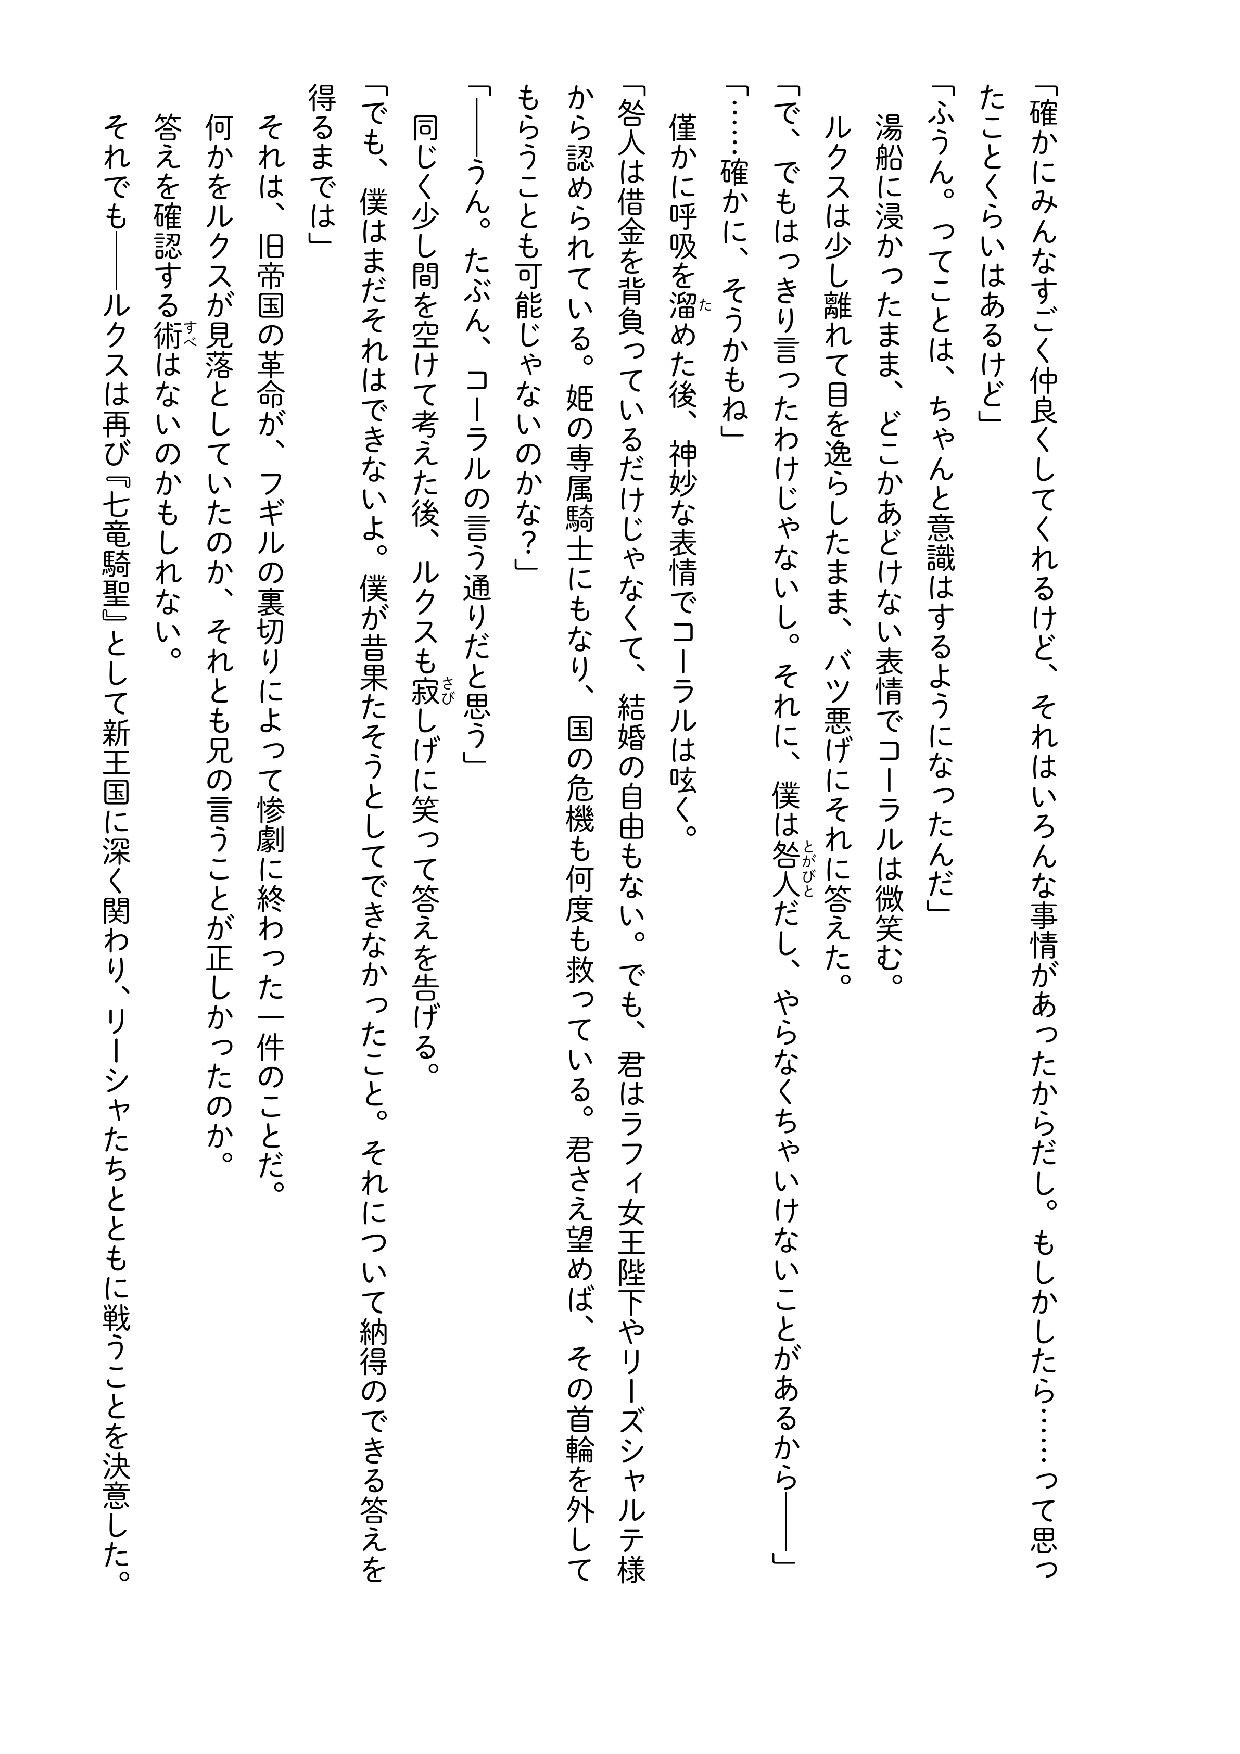 「確かにみんなすごく仲良くしてくれるけど、それはいろんな事情があったからだし。もしかしたら……って思っ
たことくらいはあるけど」
「ふうん。ってことは、ちゃんと意識はするようになったんだ」
　湯船に浸かったまま、どこかあどけない表情でコーラルは微笑む。
　ルクスは少し離れて目を逸らしたまま、バツ悪げにそれに答えた。
「で、でもはっきり言ったわけじゃないし。それに、僕は咎人とがびとだし、やらなくちゃいけないことがあるから――」
「……確かに、そうかもね」
　僅かに呼吸を溜ためた後、神妙な表情でコーラルは呟く。
「咎人は借金を背負っているだけじゃなくて、結婚の自由もない。でも、君はラフィ女王陛下やリーズシャルテ様
から認められている。姫の専属騎士にもなり、国の危機も何度も救っている。君さえ望めば、その首輪を外して
もらうことも可能じゃないのかな？」
「――うん。たぶん、コーラルの言う通りだと思う」
　同じく少し間を空けて考えた後、ルクスも寂さびしげに笑って答えを告げる。
「でも、僕はまだそれはできないよ。僕が昔果たそうとしてできなかったこと。それについて納得のできる答えを
得るまでは」
　それは、旧帝国の革命が、フギルの裏切りによって惨劇に終わった一件のことだ。
　何かをルクスが見落としていたのか、それとも兄の言うことが正しかったのか。
　答えを確認する術すべはないのかもしれない。
　それでも――ルクスは再び『七竜騎聖』として新王国に深く関わり、リーシャたちとともに戦うことを決意した。